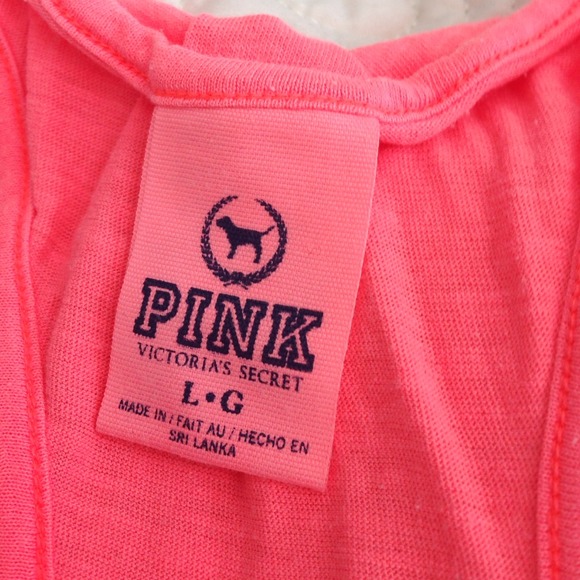 PINK
VICTORIA'S SECRET
L•G
MADE IN / FAIT AU / HECHO EN
SRI LANKA